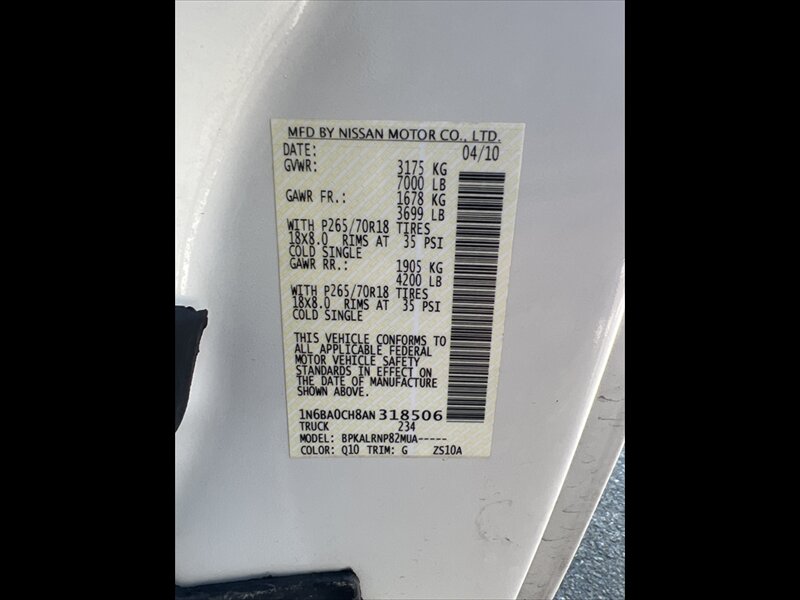 MFD BY NISSAN MOTOR CO., LTD.
DATE: 04/10
GVWR: 3175 KG
7000 LB
GAWR FR.: 1678 KG
3699 LB
WITH P265/70R18 TIRES
18X8.0 RIMS AT 35 PSI
COLD SINGLE
GAWR RR.: 1905 KG
4200 LB
WITH P265/70R18 TIRES
18X8.0 RIMS AT 35 PSI
COLD SINGLE
THIS VEHICLE CONFORMS TO
ALL APPLICABLE FEDERAL
MOTOR VEHICLE SAFETY
STANDARDS IN EFFECT ON
THE DATE OF MANUFACTURE
SHOWN ABOVE.
1N6BA0CH8AN318506
TRUCK 234
MODEL: BPKALRNP82MUA-----
COLOR: Q10 TRIM: G ZS10A